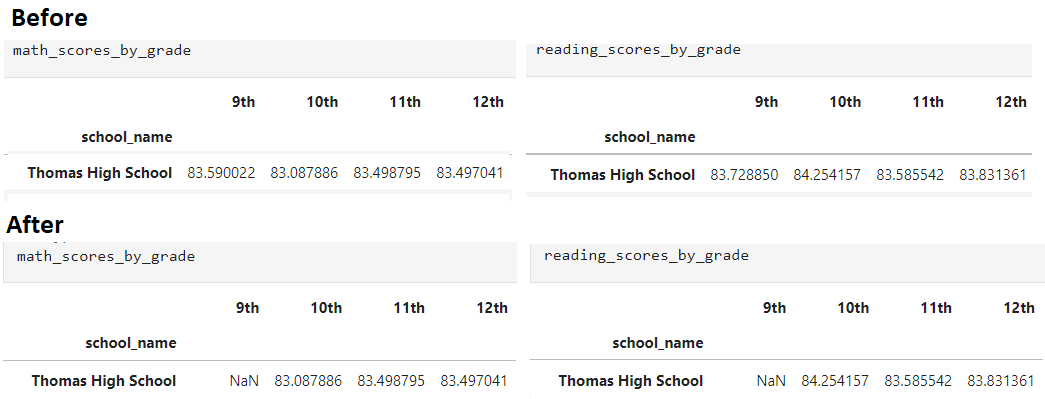 Before
math_scores_by_grade
9th 10th 11th 12th
school_name
Thomas High School 83.590022 83.087886 83.498795 83.497041
reading_scores_by_grade
9th 10th 11th 12th
school_name
Thomas High School 83.728850 84.254157 83.585542 83.831361
After
math_scores_by_grade
9th 10th 11th 12th
school_name
Thomas High School NaN 83.087886 83.498795 83.497041
reading_scores_by_grade
9th 10th 11th 12th
school_name
Thomas High School NaN 84.254157 83.585542 83.831361